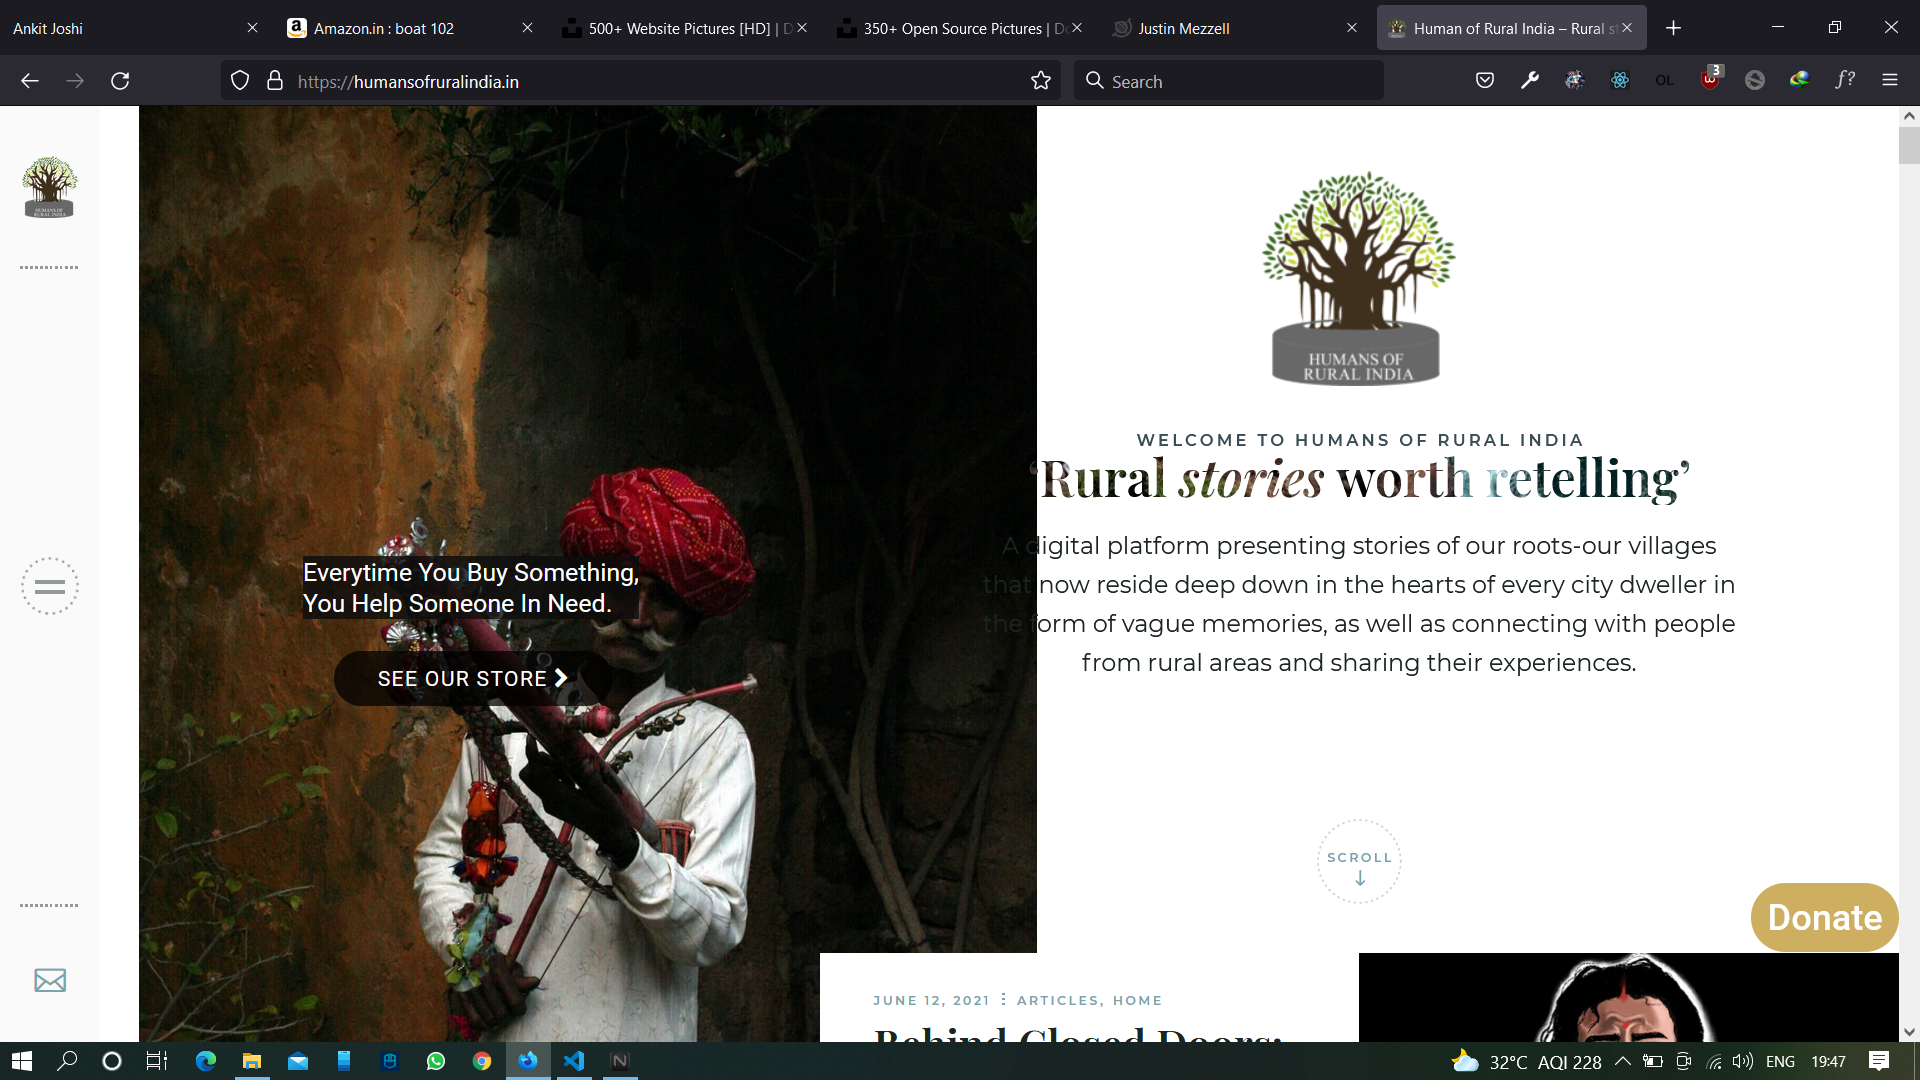 Ankit Joshi
Amazon.in : boat 102
500+ Website Pictures [HD] | D
350+ Open Source Pictures | Do
Justin Mezzell
Human of Rural India – Rural st
https://humansofruralindia.in
Search
OL
3
f?
HUMANS OF
RURAL INDIA
HUMANS OF
RURAL INDIA
WELCOME TO HUMANS OF RURAL INDIA
‘Rural stories worth retelling’
A digital platform presenting stories of our roots-our villages
that now reside deep down in the hearts of every city dweller in
the form of vague memories, as well as connecting with people
from rural areas and sharing their experiences.
Everytime You Buy Something,
You Help Someone In Need.
SEE OUR STORE
SCROLL
Donate
JUNE 12, 2021 ⋮ ARTICLES, HOME
Behind Closed Doors:
32°C AQI 228 ENG 19:47